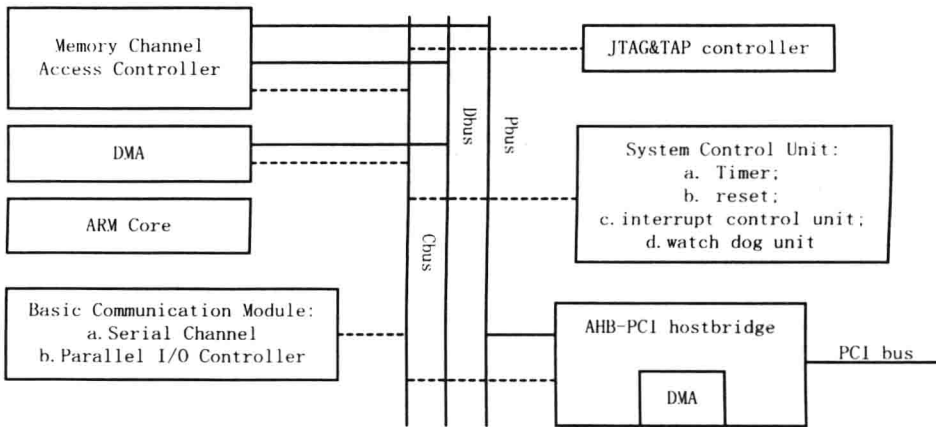 Memory Channel
Access Controller
JTAG&TAP controller
Dbus
Pbus
DMA
System Control Unit:
a. Timer;
b. reset;
c. interrupt control unit;
d. watch dog unit
ARM Core
Cbus
Basic Communication Module:
a. Serial Channel
b. Parallel I/O Controller
AHB-PCI hostbridge
PCI bus
DMA